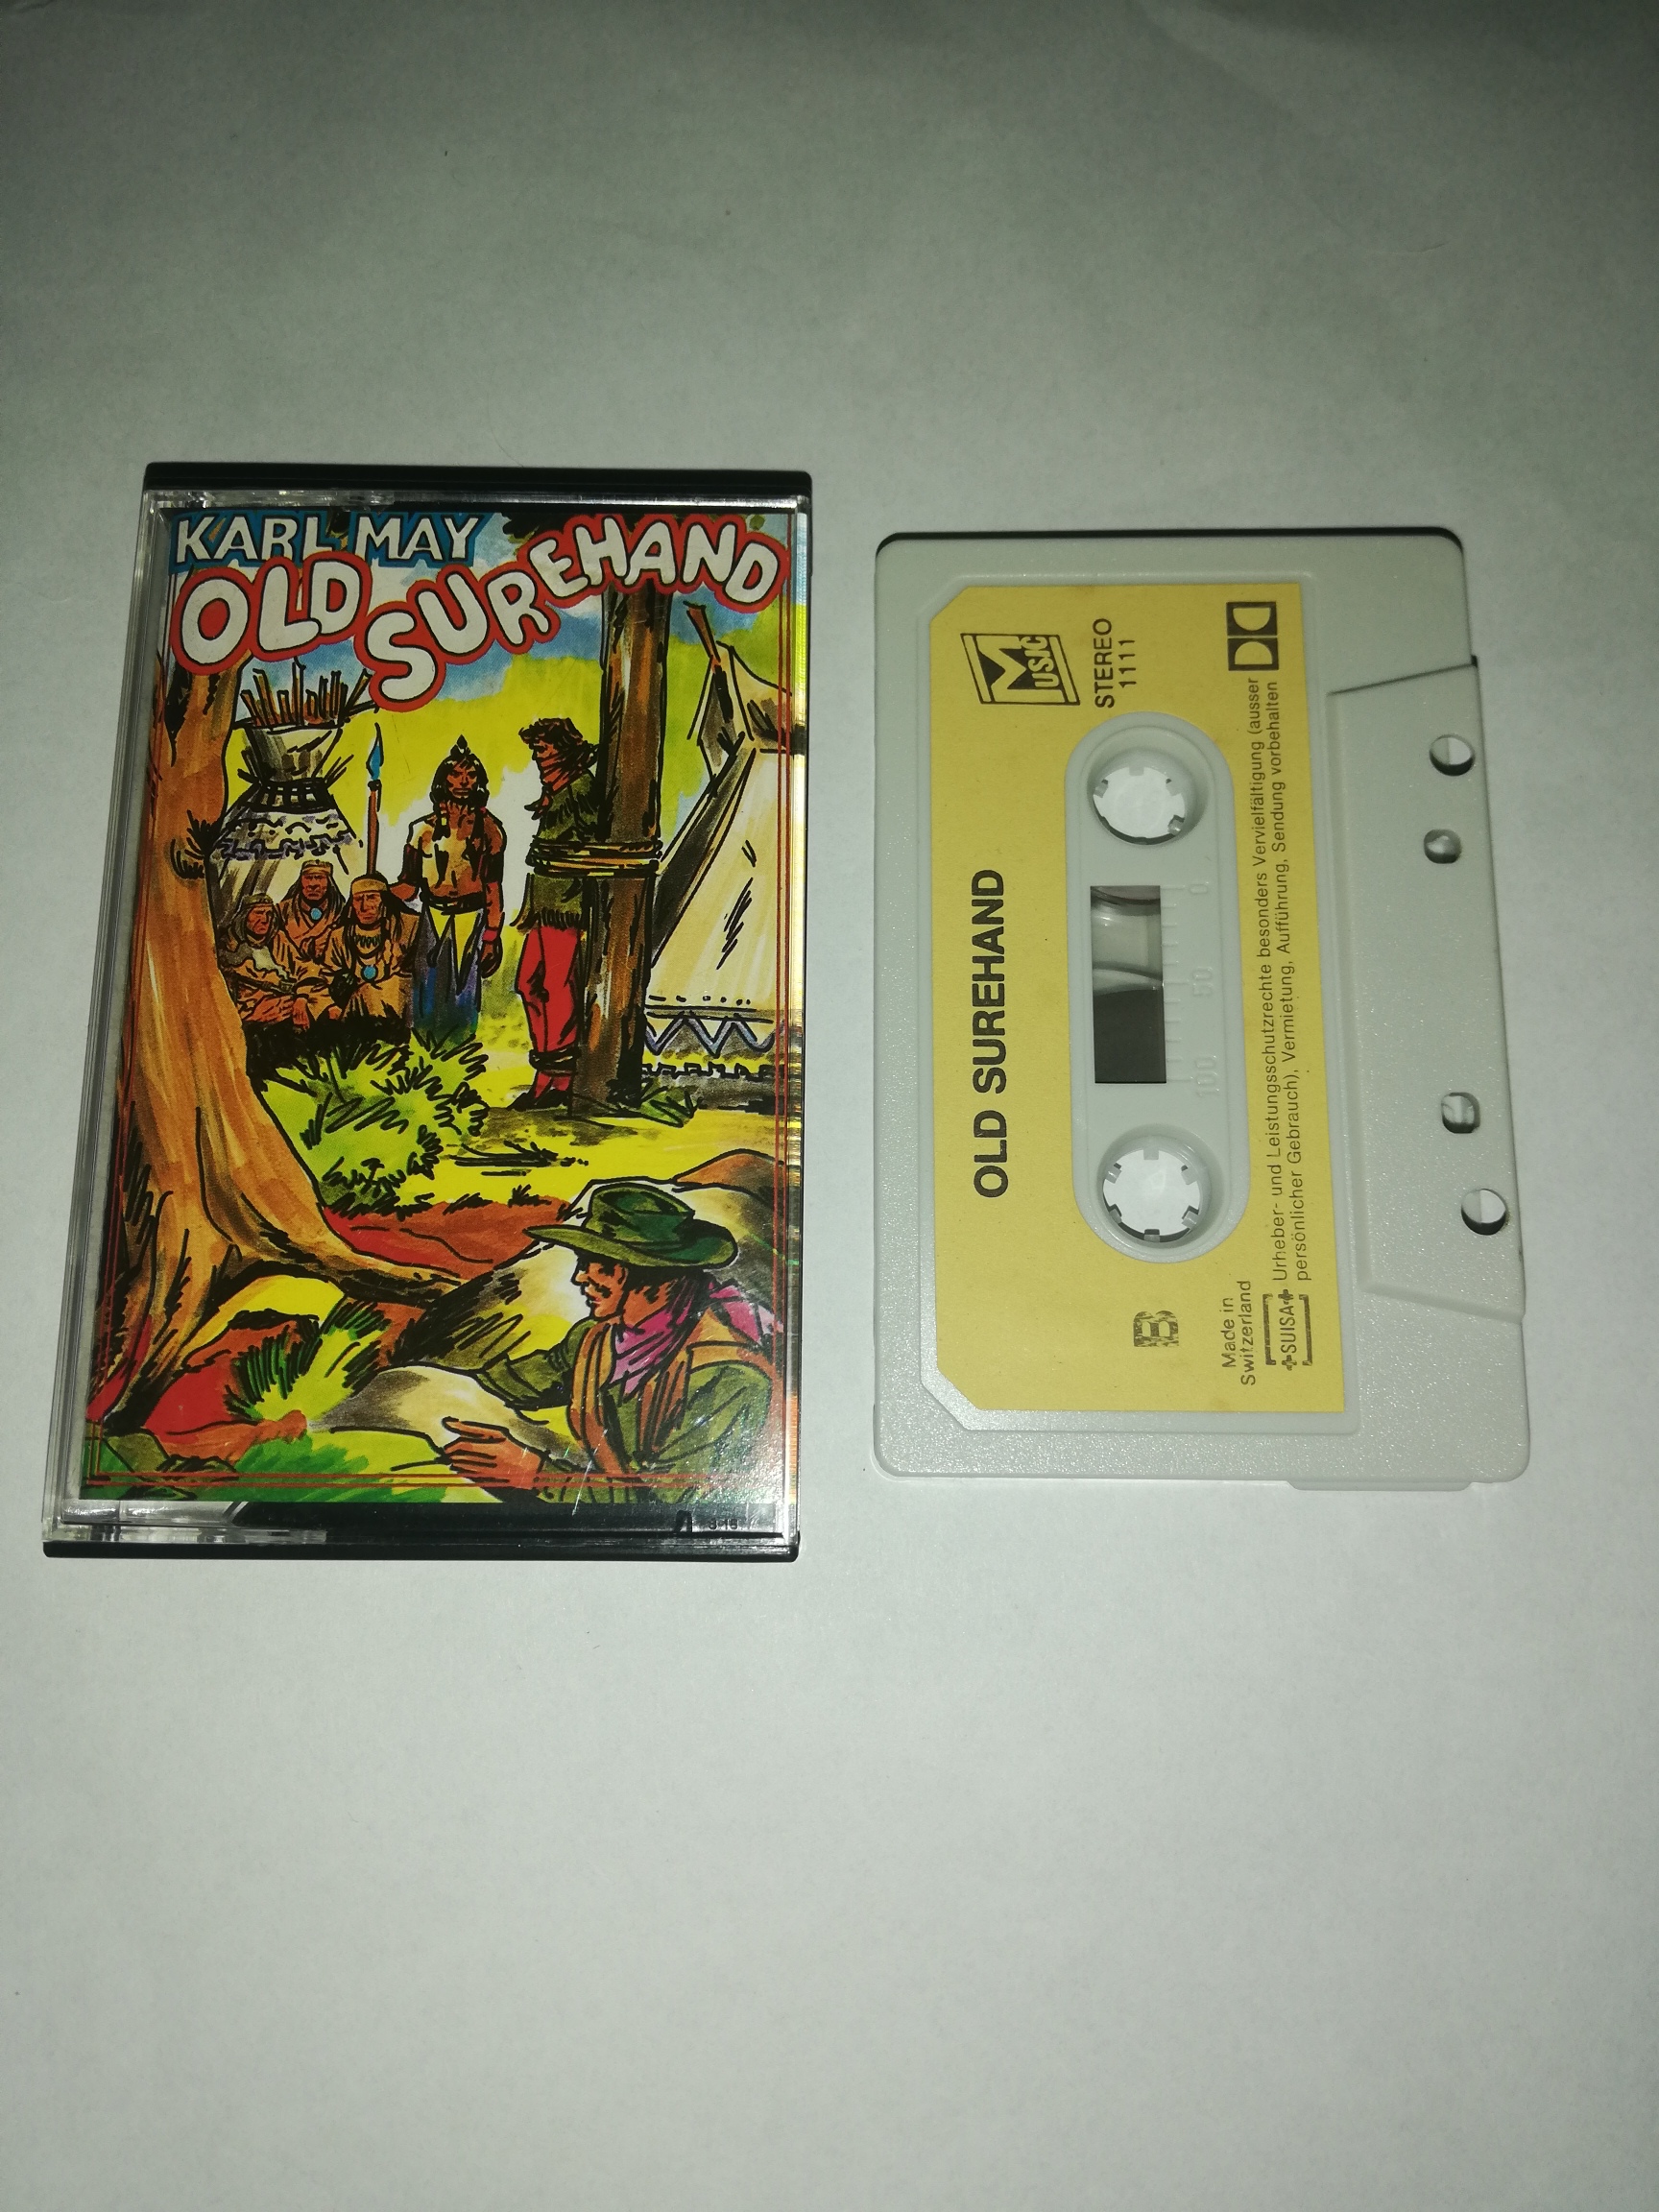 KARL MAY
OLD SUREHAND
MUSIC
STEREO
1111
OLD SUREHAND
0 50 100
B
Made in
Switzerland
SUISA
Urheber- und Leistungsschutzrechte besonders Vervielfältigung (ausser
persönlicher Gebrauch), Vermietung, Aufführung, Sendung vorbehalten